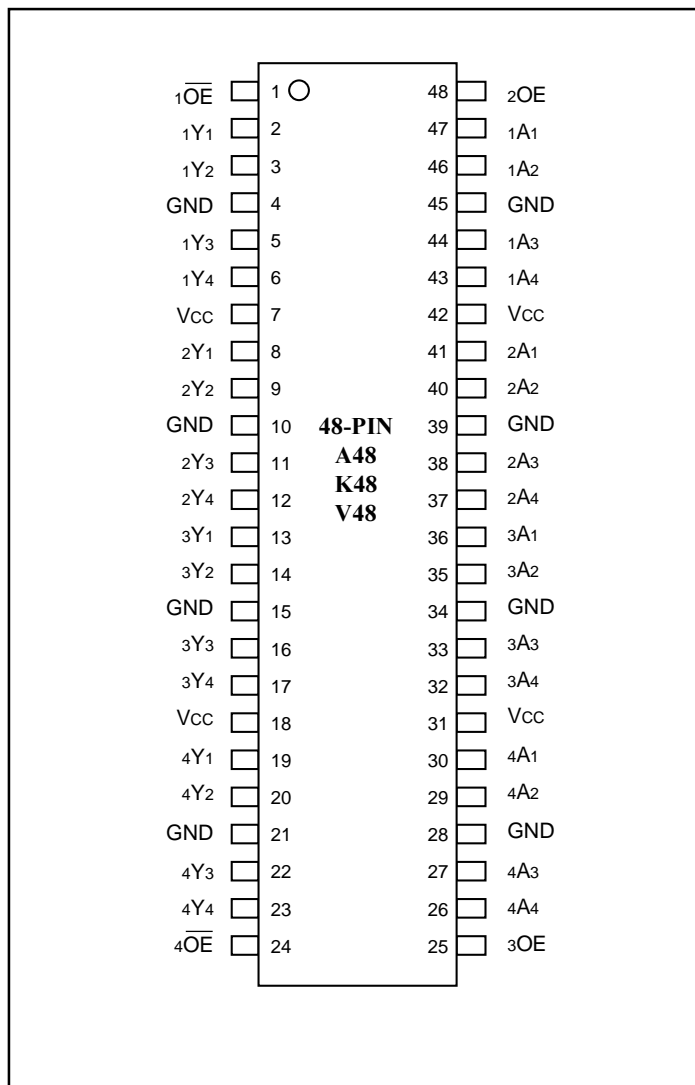 1O̅E̅ 1 48 2OE
1Y1 2 47 1A1
1Y2 3 46 1A2
GND 4 45 GND
1Y3 5 44 1A3
1Y4 6 43 1A4
VCC 7 42 VCC
2Y1 8 41 2A1
2Y2 9 40 2A2
GND 10 48-PIN 39 GND
A48
2Y3 11 38 2A3
K48
2Y4 12 37 2A4
V48
3Y1 13 36 3A1
3Y2 14 35 3A2
GND 15 34 GND
3Y3 16 33 3A3
3Y4 17 32 3A4
VCC 18 31 VCC
4Y1 19 30 4A1
4Y2 20 29 4A2
GND 21 28 GND
4Y3 22 27 4A3
4Y4 23 26 4A4
4O̅E̅ 24 25 3OE